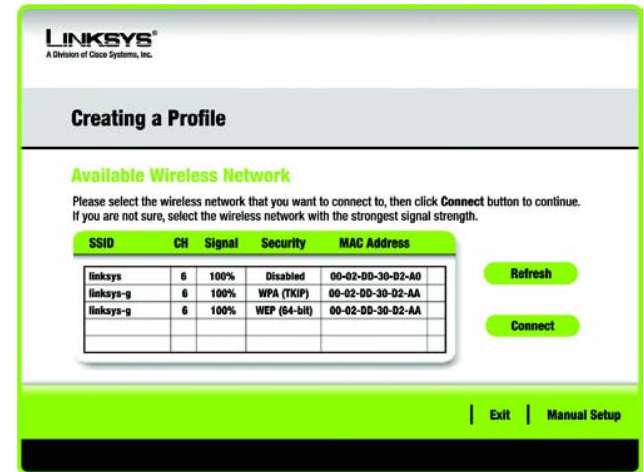 LINKSYS®
A Division of Cisco Systems, Inc.
Creating a Profile
Available Wireless Network
Please select the wireless network that you want to connect to, then click Connect button to continue.
If you are not sure, select the wireless network with the strongest signal strength.
SSID CH Signal Security MAC Address
linksys 6 100% Disabled 00-02-DD-30-D2-A0
linksys-g 6 100% WPA (TKIP) 00-02-DD-30-D2-AA
linksys-g 6 100% WEP (64-bit) 00-02-DD-30-D2-AA
Refresh
Connect
Exit Manual Setup